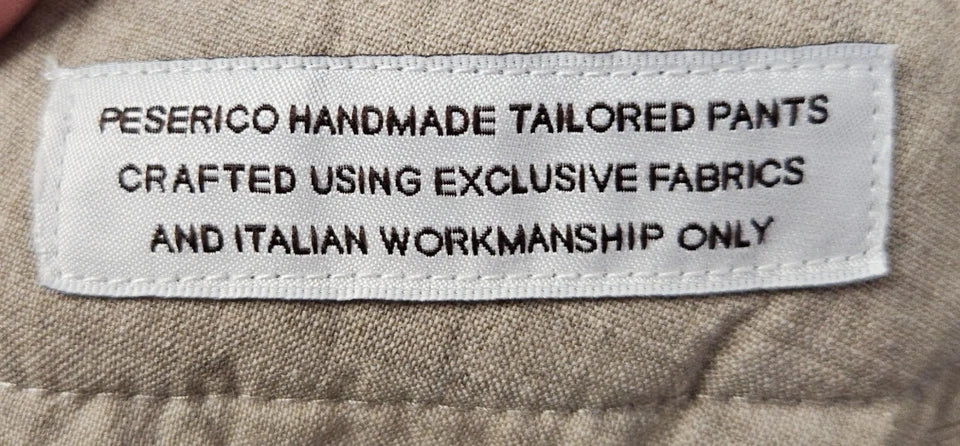 PESERICO HANDMADE TAILORED PANTS
CRAFTED USING EXCLUSIVE FABRICS
AND ITALIAN WORKMANSHIP ONLY